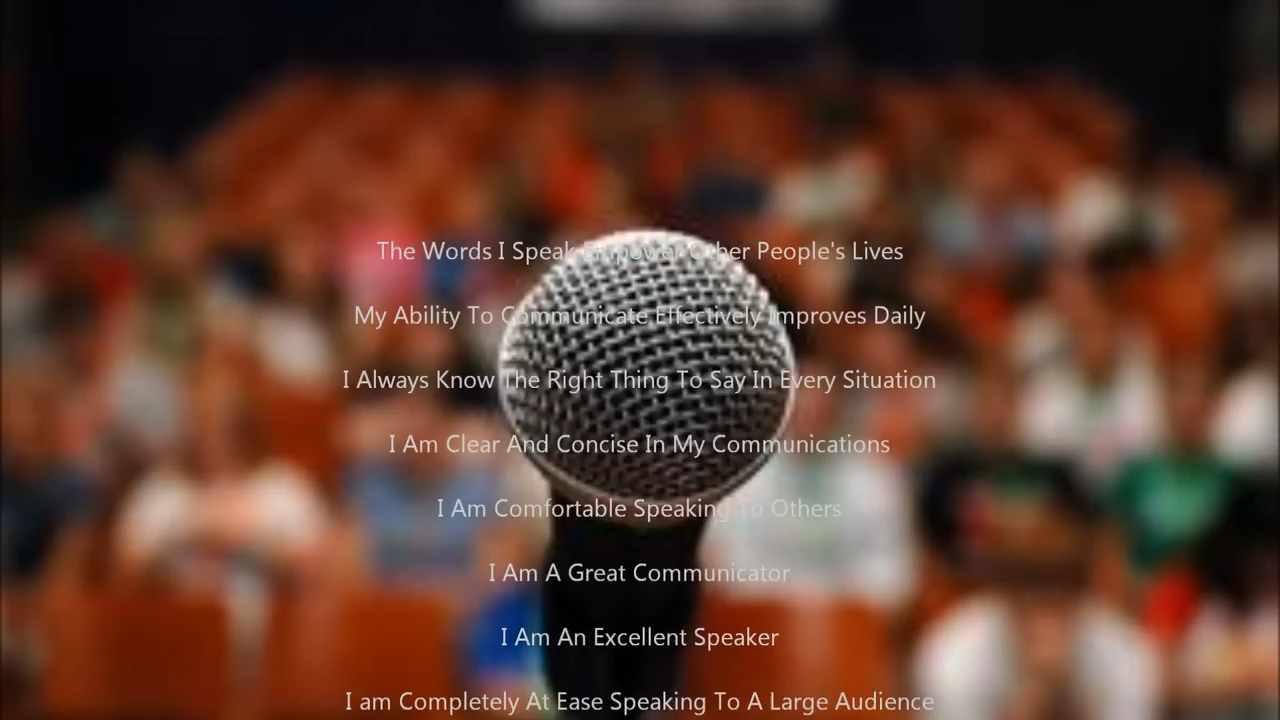 The Words I Speak Empower Other People's Lives
My Ability To Communicate Effectively Improves Daily
I Always Know The Right Thing To Say In Every Situation
I Am Clear And Concise In My Communications
I Am Comfortable Speaking To Others
I Am A Great Communicator
I Am An Excellent Speaker
I am Completely At Ease Speaking To A Large Audience